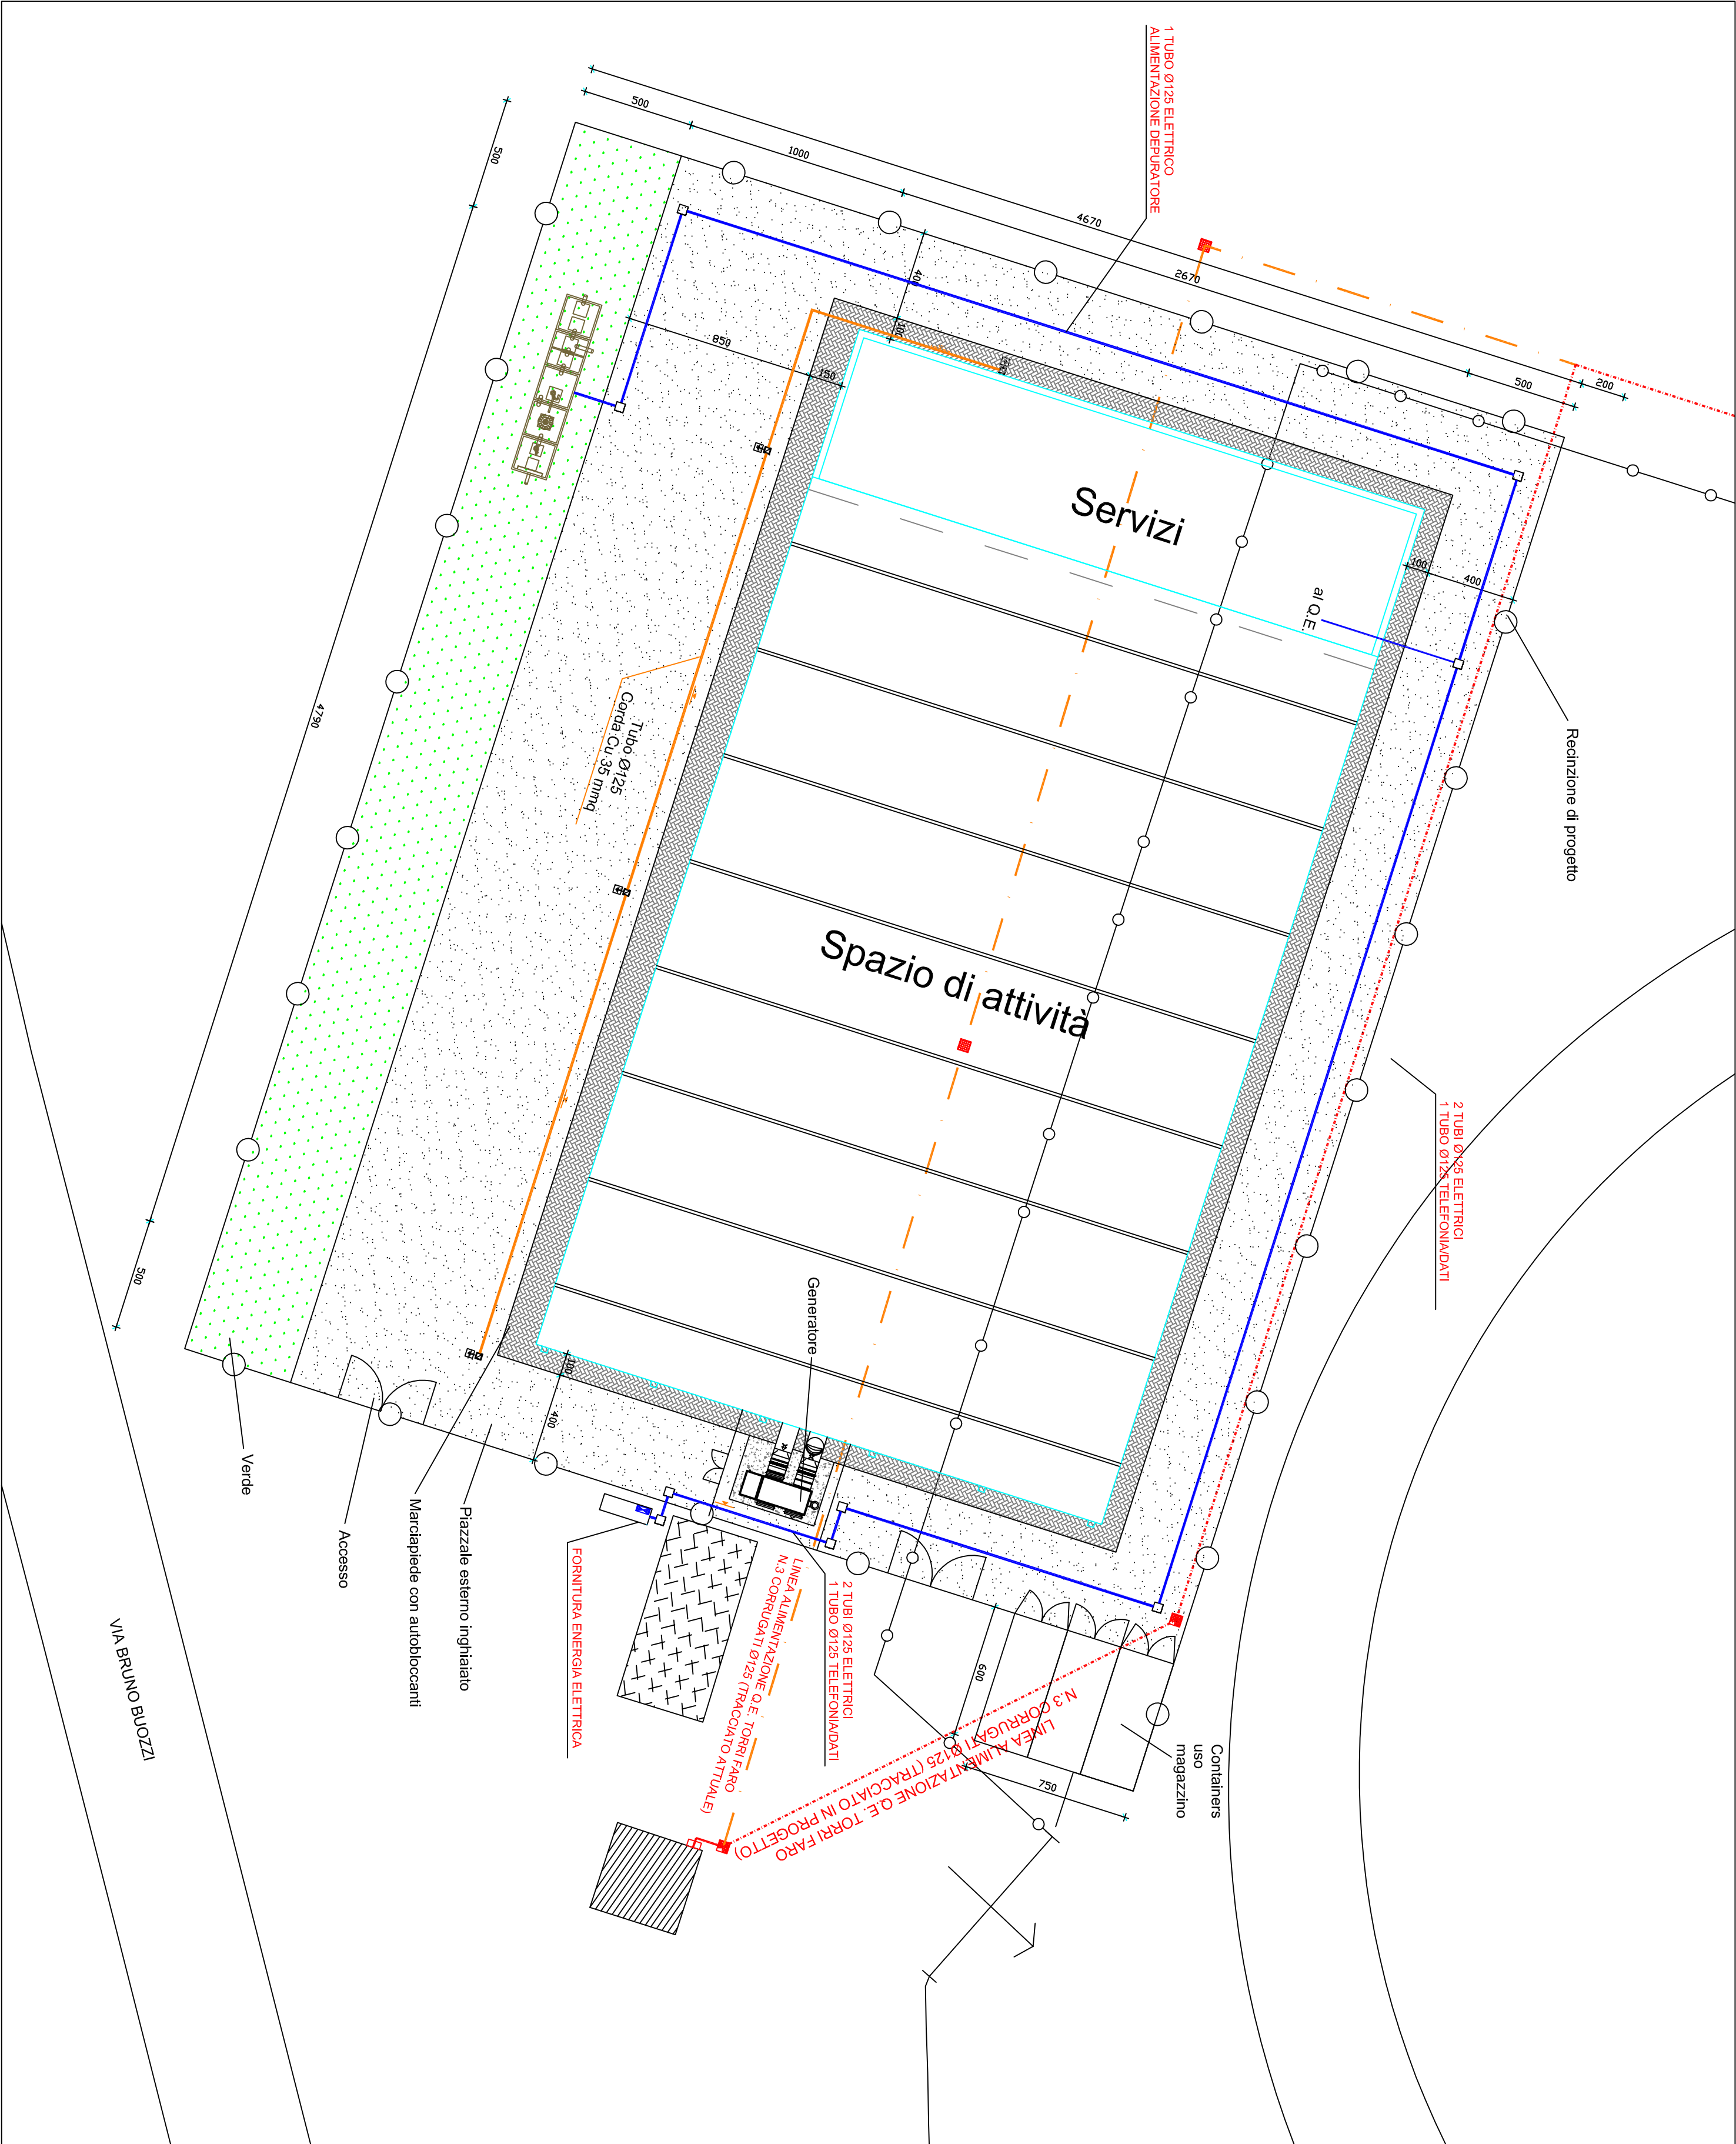 1 TUBO Ø125 ELETTRICO
ALIMENTAZIONE DEPURATORE
500
1000
4670
2670
500
200
500
4790
500
400
100
850
150
100
400
Servizi
al Q.E.
Recinzione di progetto
Tubo Ø125
Corda Cu 35 mmq
Spazio di attività
2 TUBI Ø125 ELETTRICI
1 TUBO Ø125 TELEFONIA/DATI
Generatore
100
400
Verde
Accesso
Marciapiede con autobloccanti
Piazzale esterno inghiaiato
FORNITURA ENERGIA ELETTRICA
LINEA ALIMENTAZIONE Q.E. TORRI FARO
N.3 CORRUGATI Ø125 (TRACCIATO ATTUALE)
2 TUBI Ø125 ELETTRICI
1 TUBO Ø125 TELEFONIA/DATI
600
750
LINEA ALIMENTAZIONE Q.E. TORRI FARO
N.3 CORRUGATI Ø125 (TRACCIATO IN PROGETTO)
Containers
uso
magazzino
VIA BRUNO BUOZZI